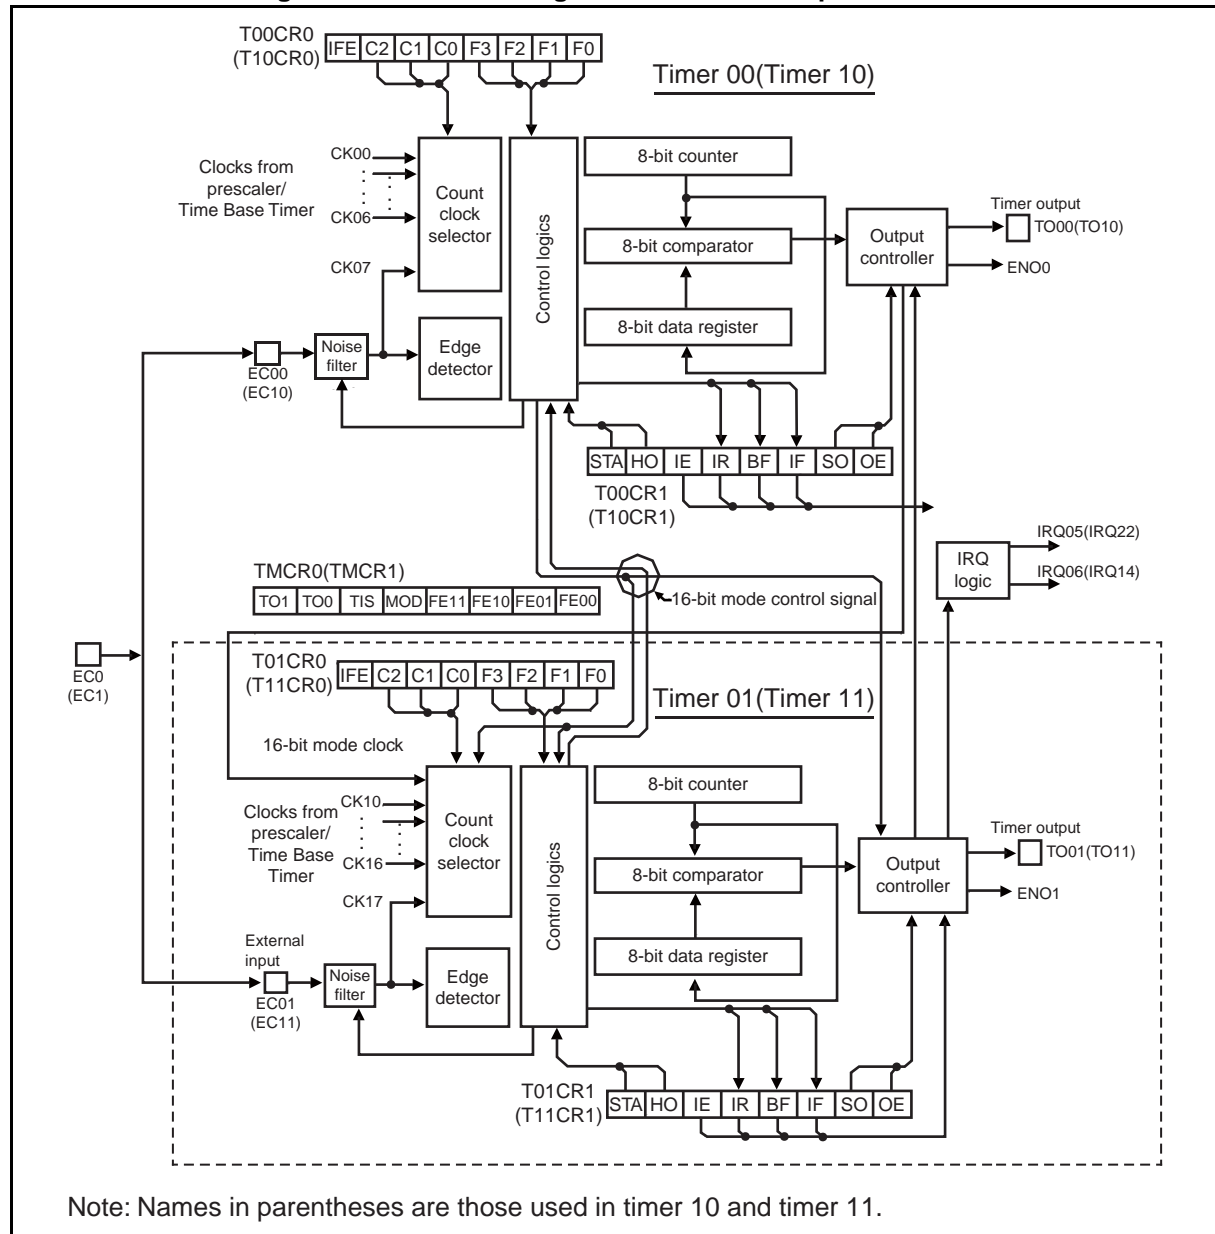 T00CR0
(T10CR0)
IFE C2 C1 C0 F3 F2 F1 F0
Timer 00(Timer 10)
Clocks from
prescaler/
Time Base Timer
CK00
CK06
CK07
Count
clock
selector
Control logics
8-bit counter
8-bit comparator
8-bit data register
Output
controller
Timer output
TO00(TO10)
ENO0
EC00
(EC10)
Noise
filter
Edge
detector
STA HO IE IR BF IF SO OE
T00CR1
(T10CR1)
IRQ
logic
IRQ05(IRQ22)
IRQ06(IRQ14)
TMCR0(TMCR1)
TO1 TO0 TIS MOD FE11 FE10 FE01 FE00
16-bit mode control signal
EC0
(EC1)
T01CR0
(T11CR0)
IFE C2 C1 C0 F3 F2 F1 F0
Timer 01(Timer 11)
16-bit mode clock
Clocks from
prescaler/
Time Base
Timer
CK10
CK16
CK17
Count
clock
selector
Control logics
8-bit counter
8-bit comparator
8-bit data register
Output
controller
Timer output
TO01(TO11)
ENO1
External
input
EC01
(EC11)
Noise
filter
Edge
detector
T01CR1
(T11CR1)
STA HO IE IR BF IF SO OE
Note: Names in parentheses are those used in timer 10 and timer 11.